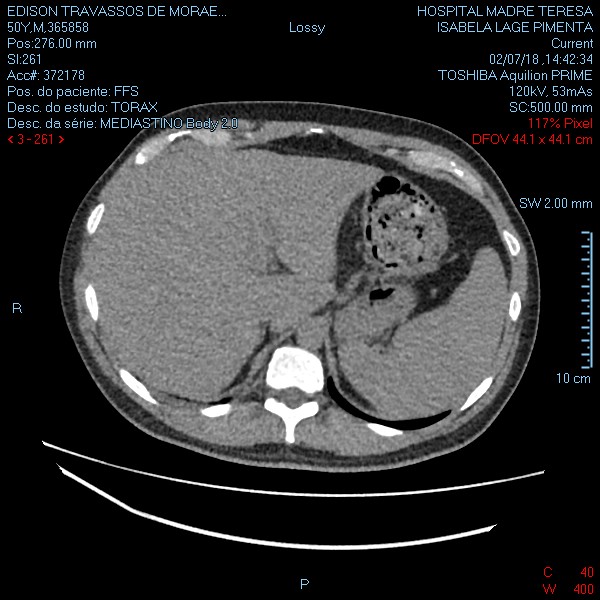 EDISON TRAVASSOS DE MORAE...
50Y,M,365858
Pos:276.00 mm
SI:261
Acc#: 372178
Pos. do paciente: FFS
Desc. do estudo: TORAX
Desc. da série: MEDIASTINO Body 2.0
< 3 - 261 >
Lossy
HOSPITAL MADRE TERESA
ISABELA LAGE PIMENTA
Current
02/07/18 ,14:42:34
TOSHIBA Aquilion PRIME
120kV, 53mAs
SC:500.00 mm
117% Pixel
DFOV 44.1 x 44.1 cm
SW 2.00 mm
R
10 cm
P
C 40
W 400